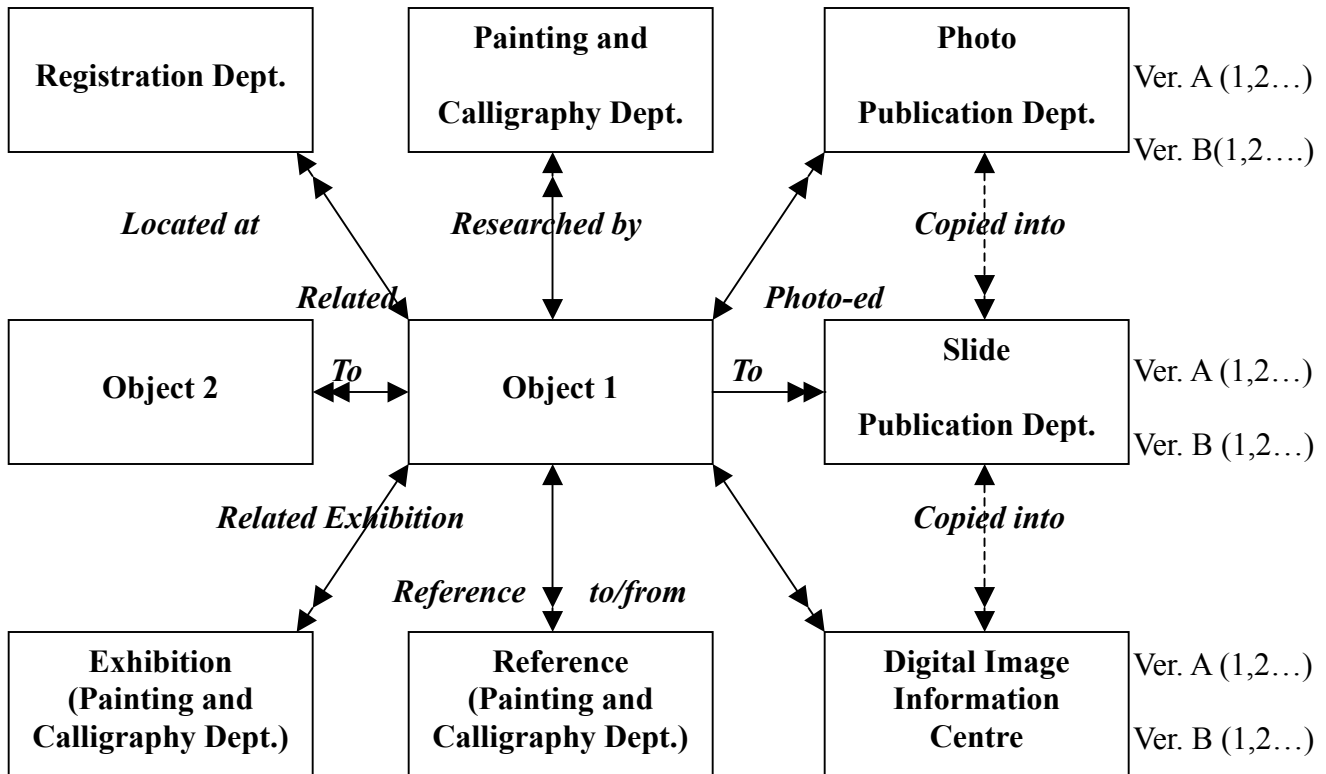 Registration Dept.
Painting and
Calligraphy Dept.
Photo
Publication Dept.
Ver. A (1,2…)
Ver. B(1,2….)
Located at
Researched by
Copied into
Related
Photo-ed
Object 2
To
Object 1
To
Slide
Publication Dept.
Ver. A (1,2…)
Ver. B (1,2…)
Related Exhibition
Copied into
Reference to/from
Exhibition
(Painting and
Calligraphy Dept.)
Reference
(Painting and
Calligraphy Dept.)
Digital Image
Information
Centre
Ver. A (1,2…)
Ver. B (1,2…)